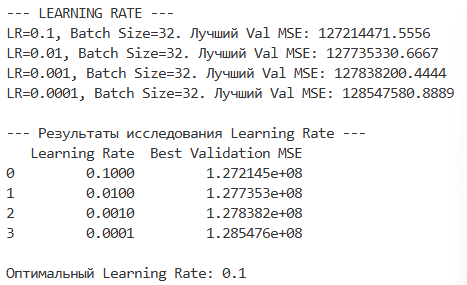 --- LEARNING RATE ---
LR=0.1, Batch Size=32. Лучший Val MSE: 127214471.5556
LR=0.01, Batch Size=32. Лучший Val MSE: 127735330.6667
LR=0.001, Batch Size=32. Лучший Val MSE: 127838200.4444
LR=0.0001, Batch Size=32. Лучший Val MSE: 128547580.8889
--- Результаты исследования Learning Rate ---
Learning Rate Best Validation MSE
0 0.1000 1.272145e+08
1 0.0100 1.277353e+08
2 0.0010 1.278382e+08
3 0.0001 1.285476e+08
Оптимальный Learning Rate: 0.1